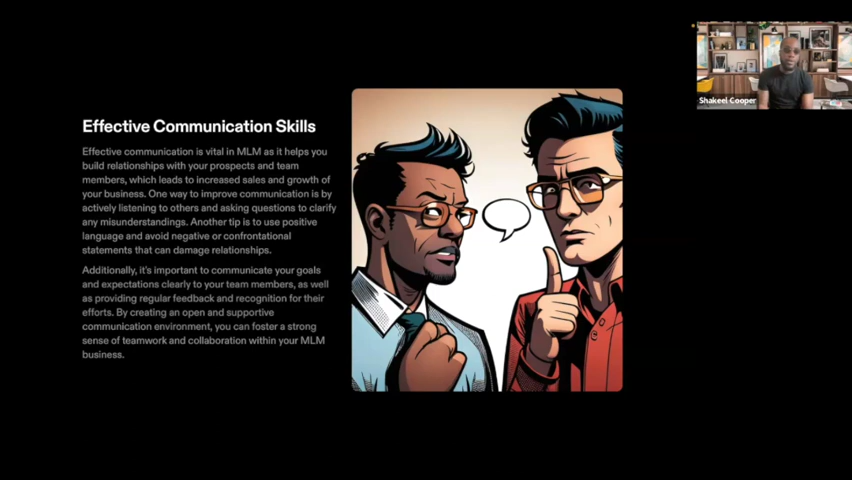 Effective Communication Skills
Effective communication is vital in MLM as it helps you
build relationships with your prospects and team
members, which leads to increased sales and growth of
your business. One way to improve communication is by
actively listening to others and asking questions to clarify
any misunderstandings. Another tip is to use positive
language and avoid negative or confrontational
statements that can damage relationships.
Additionally, it's important to communicate your goals
and expectations clearly to your team members, as well
as providing regular feedback and recognition for their
efforts. By creating an open and supportive
communication environment, you can foster a strong
sense of teamwork and collaboration within your MLM
business.
Shakeel Cooper